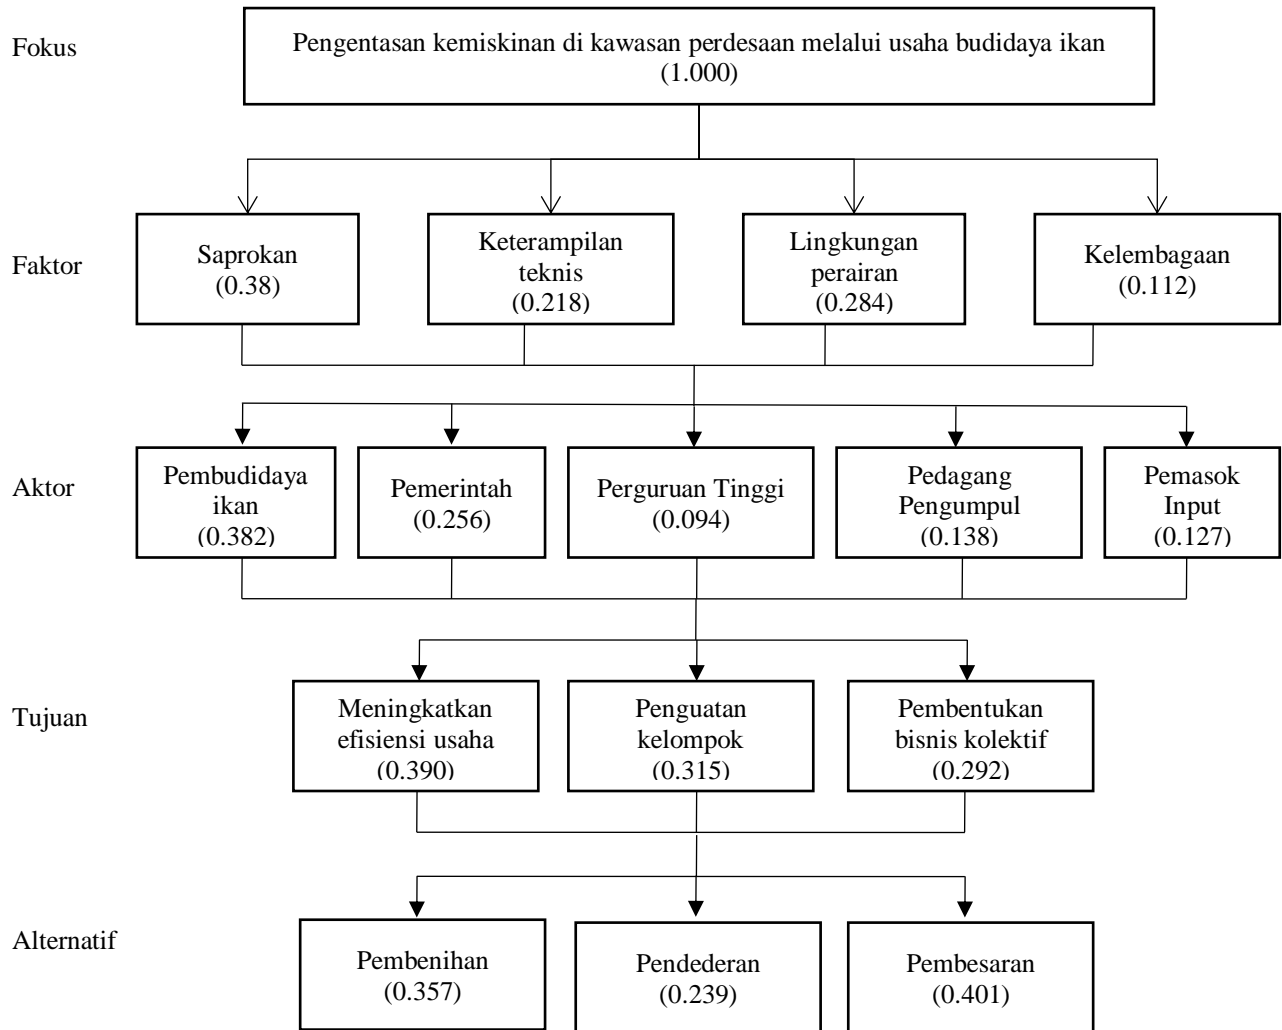 Fokus
Pengentasan kemiskinan di kawasan perdesaan melalui usaha budidaya ikan
(1.000)
Faktor
Saprokan
(0.38)
Keterampilan
teknis
(0.218)
Lingkungan
perairan
(0.284)
Kelembagaan
(0.112)
Aktor
Pembudidaya
ikan
(0.382)
Pemerintah
(0.256)
Perguruan Tinggi
(0.094)
Pedagang
Pengumpul
(0.138)
Pemasok
Input
(0.127)
Tujuan
Meningkatkan
efisiensi usaha
(0.390)
Penguatan
kelompok
(0.315)
Pembentukan
bisnis kolektif
(0.292)
Alternatif
Pembenihan
(0.357)
Pendederan
(0.239)
Pembesaran
(0.401)